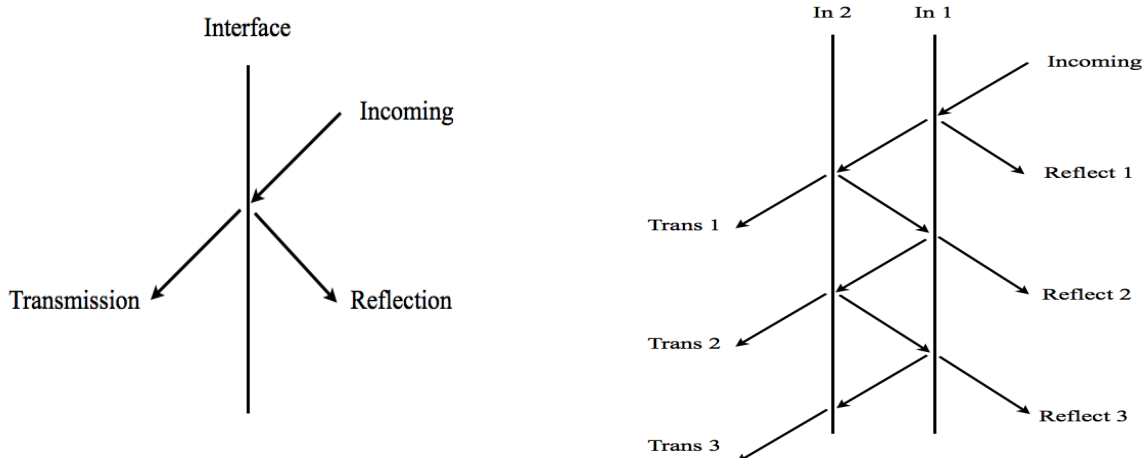 Interface
Incoming
Transmission
Reflection
In 2
In 1
Incoming
Reflect 1
Trans 1
Reflect 2
Trans 2
Reflect 3
Trans 3